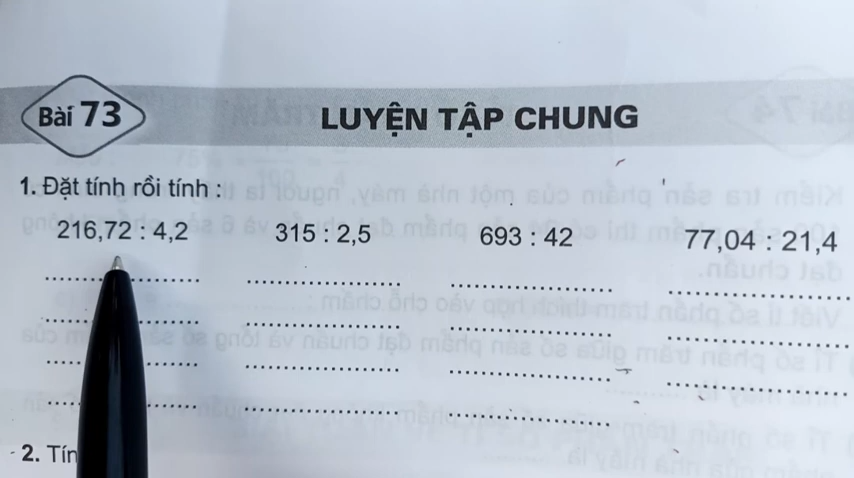 Bài 73
LUYỆN TẬP CHUNG
1. Đặt tính rồi tính :
216,72 : 4,2 315 : 2,5 693 : 42 77,04 : 21,4
2. Tín